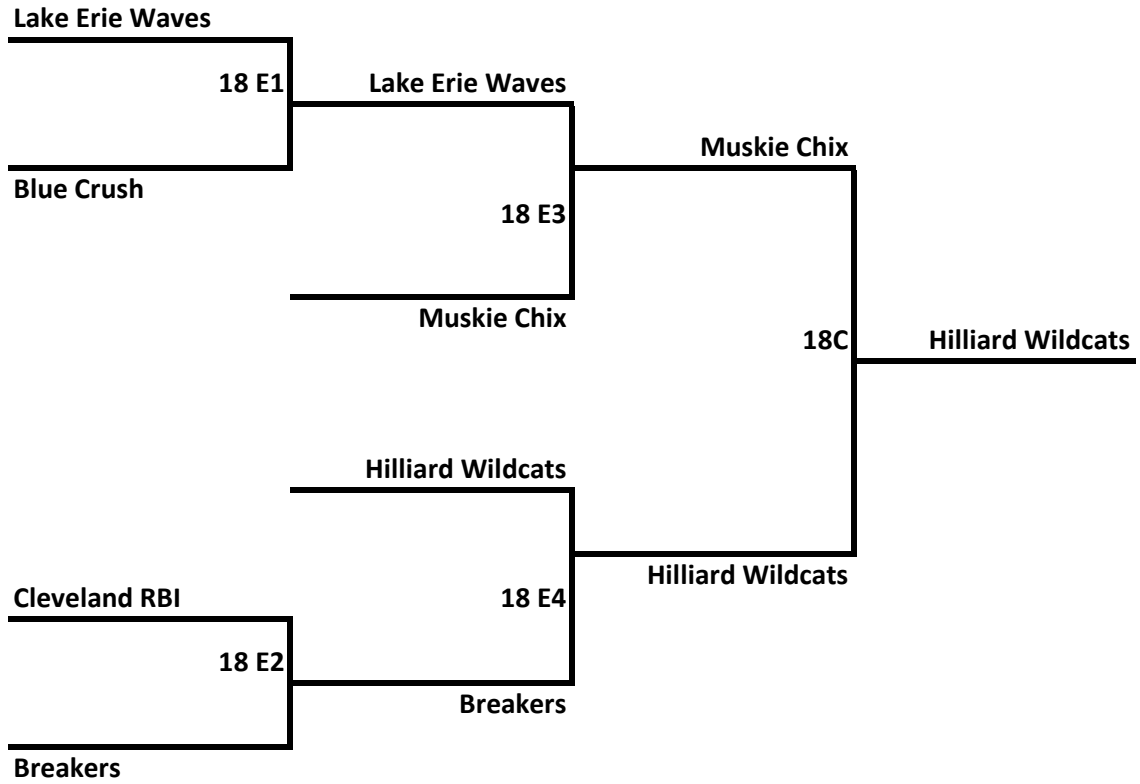 Lake Erie Waves
18 E1
Lake Erie Waves
Blue Crush
Muskie Chix
18 E3
Muskie Chix
18C
Hilliard Wildcats
Hilliard Wildcats
Hilliard Wildcats
Cleveland RBI
18 E4
18 E2
Breakers
Breakers